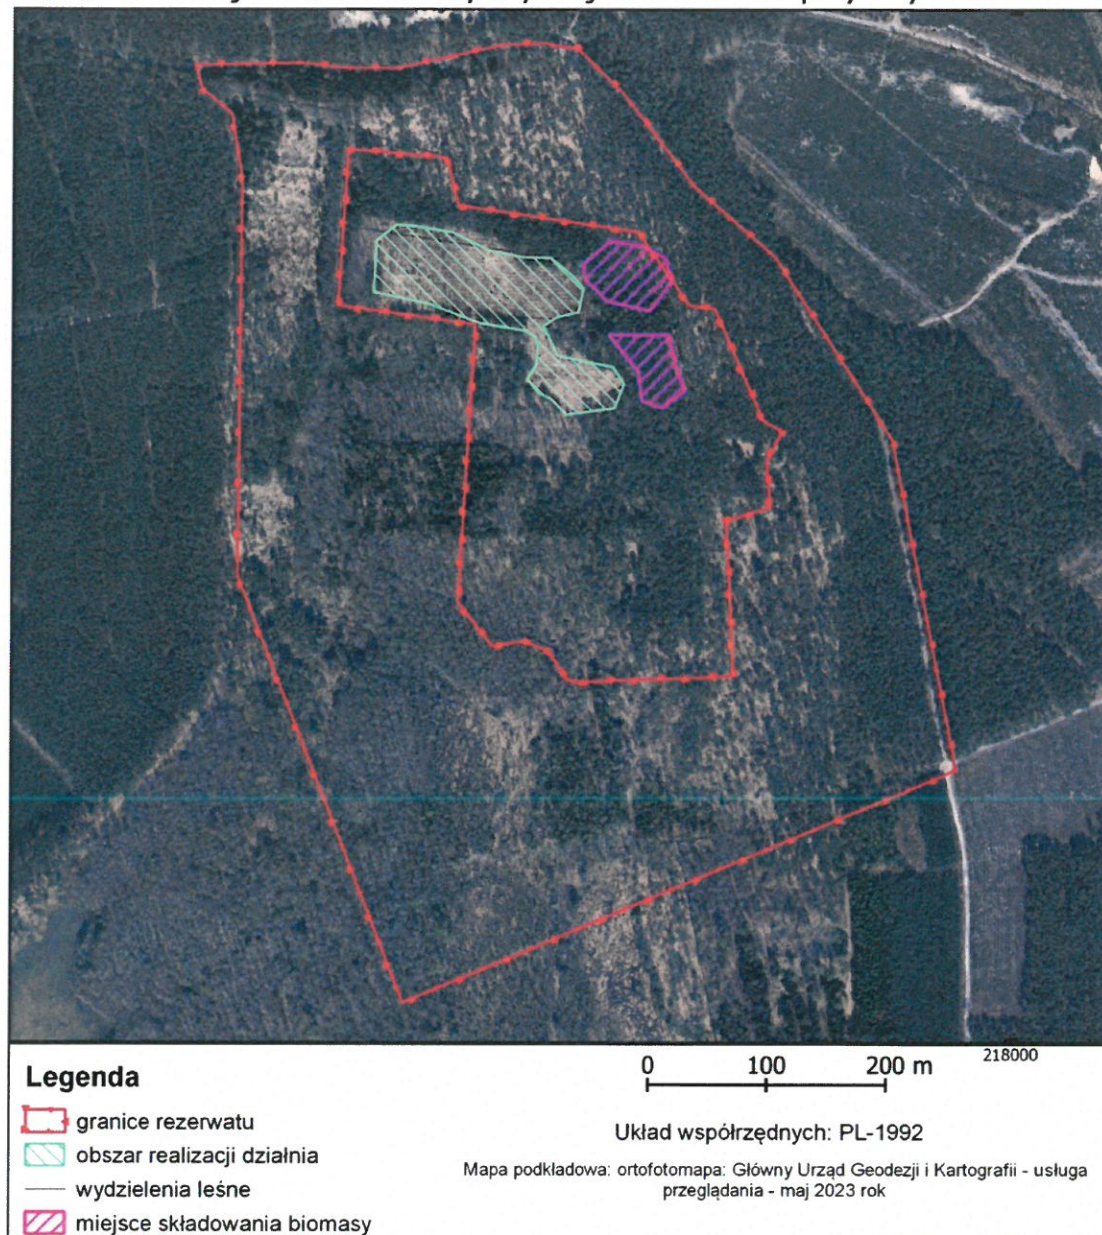 0 100 200 m
218000
Legenda
granice rezerwatu
obszar realizacji działnia
wydzielenia leśne
miejsce składowania biomasy
Układ współrzędnych: PL-1992
Mapa podkładowa: ortofotomapa: Główny Urząd Geodezji i Kartografii - usługa
przeglądania - maj 2023 rok